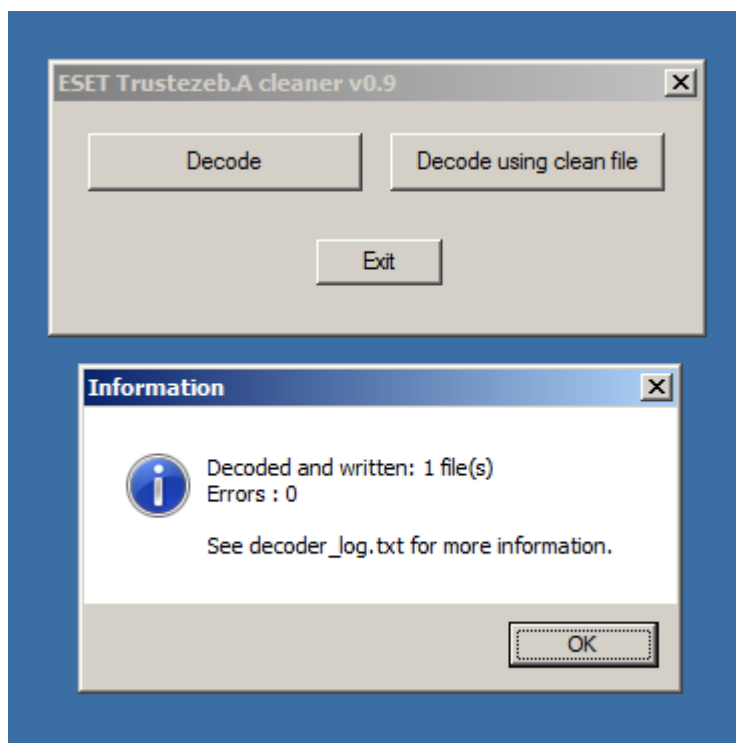 ESET Trustezeb.A cleaner v0.9
Decode
Decode using clean file
Exit
Information
Decoded and written: 1 file(s)
Errors : 0
See decoder_log.txt for more information.
OK